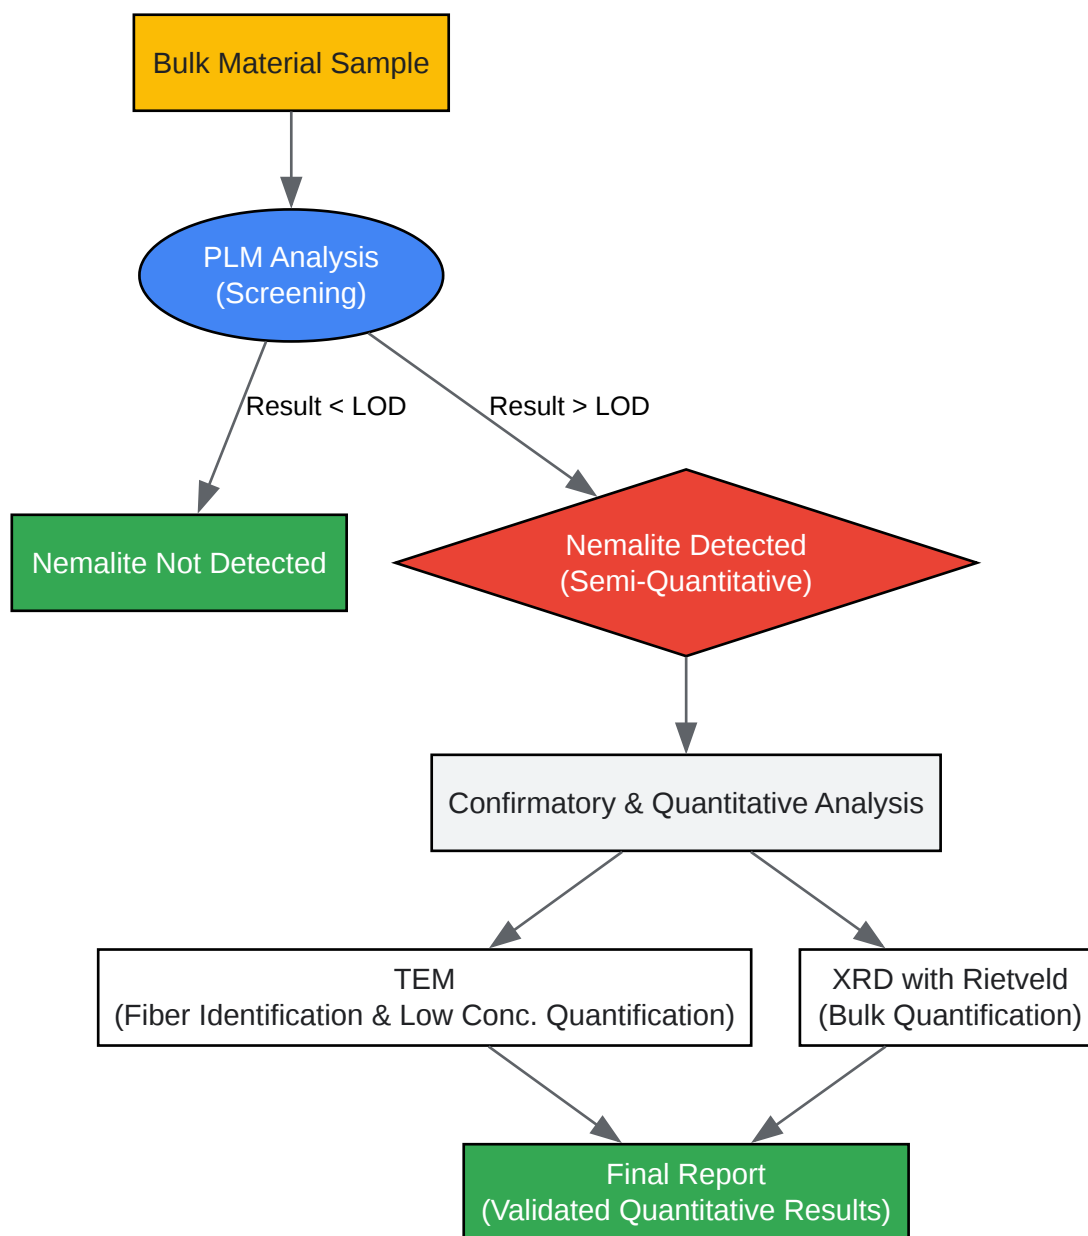 Bulk Material Sample
PLM Analysis
(Screening)
Result < LOD
Result > LOD
Nemalite Not Detected
Nemalite Detected
(Semi-Quantitative)
Confirmatory & Quantitative Analysis
TEM
(Fiber Identification & Low Conc. Quantification)
XRD with Rietveld
(Bulk Quantification)
Final Report
(Validated Quantitative Results)